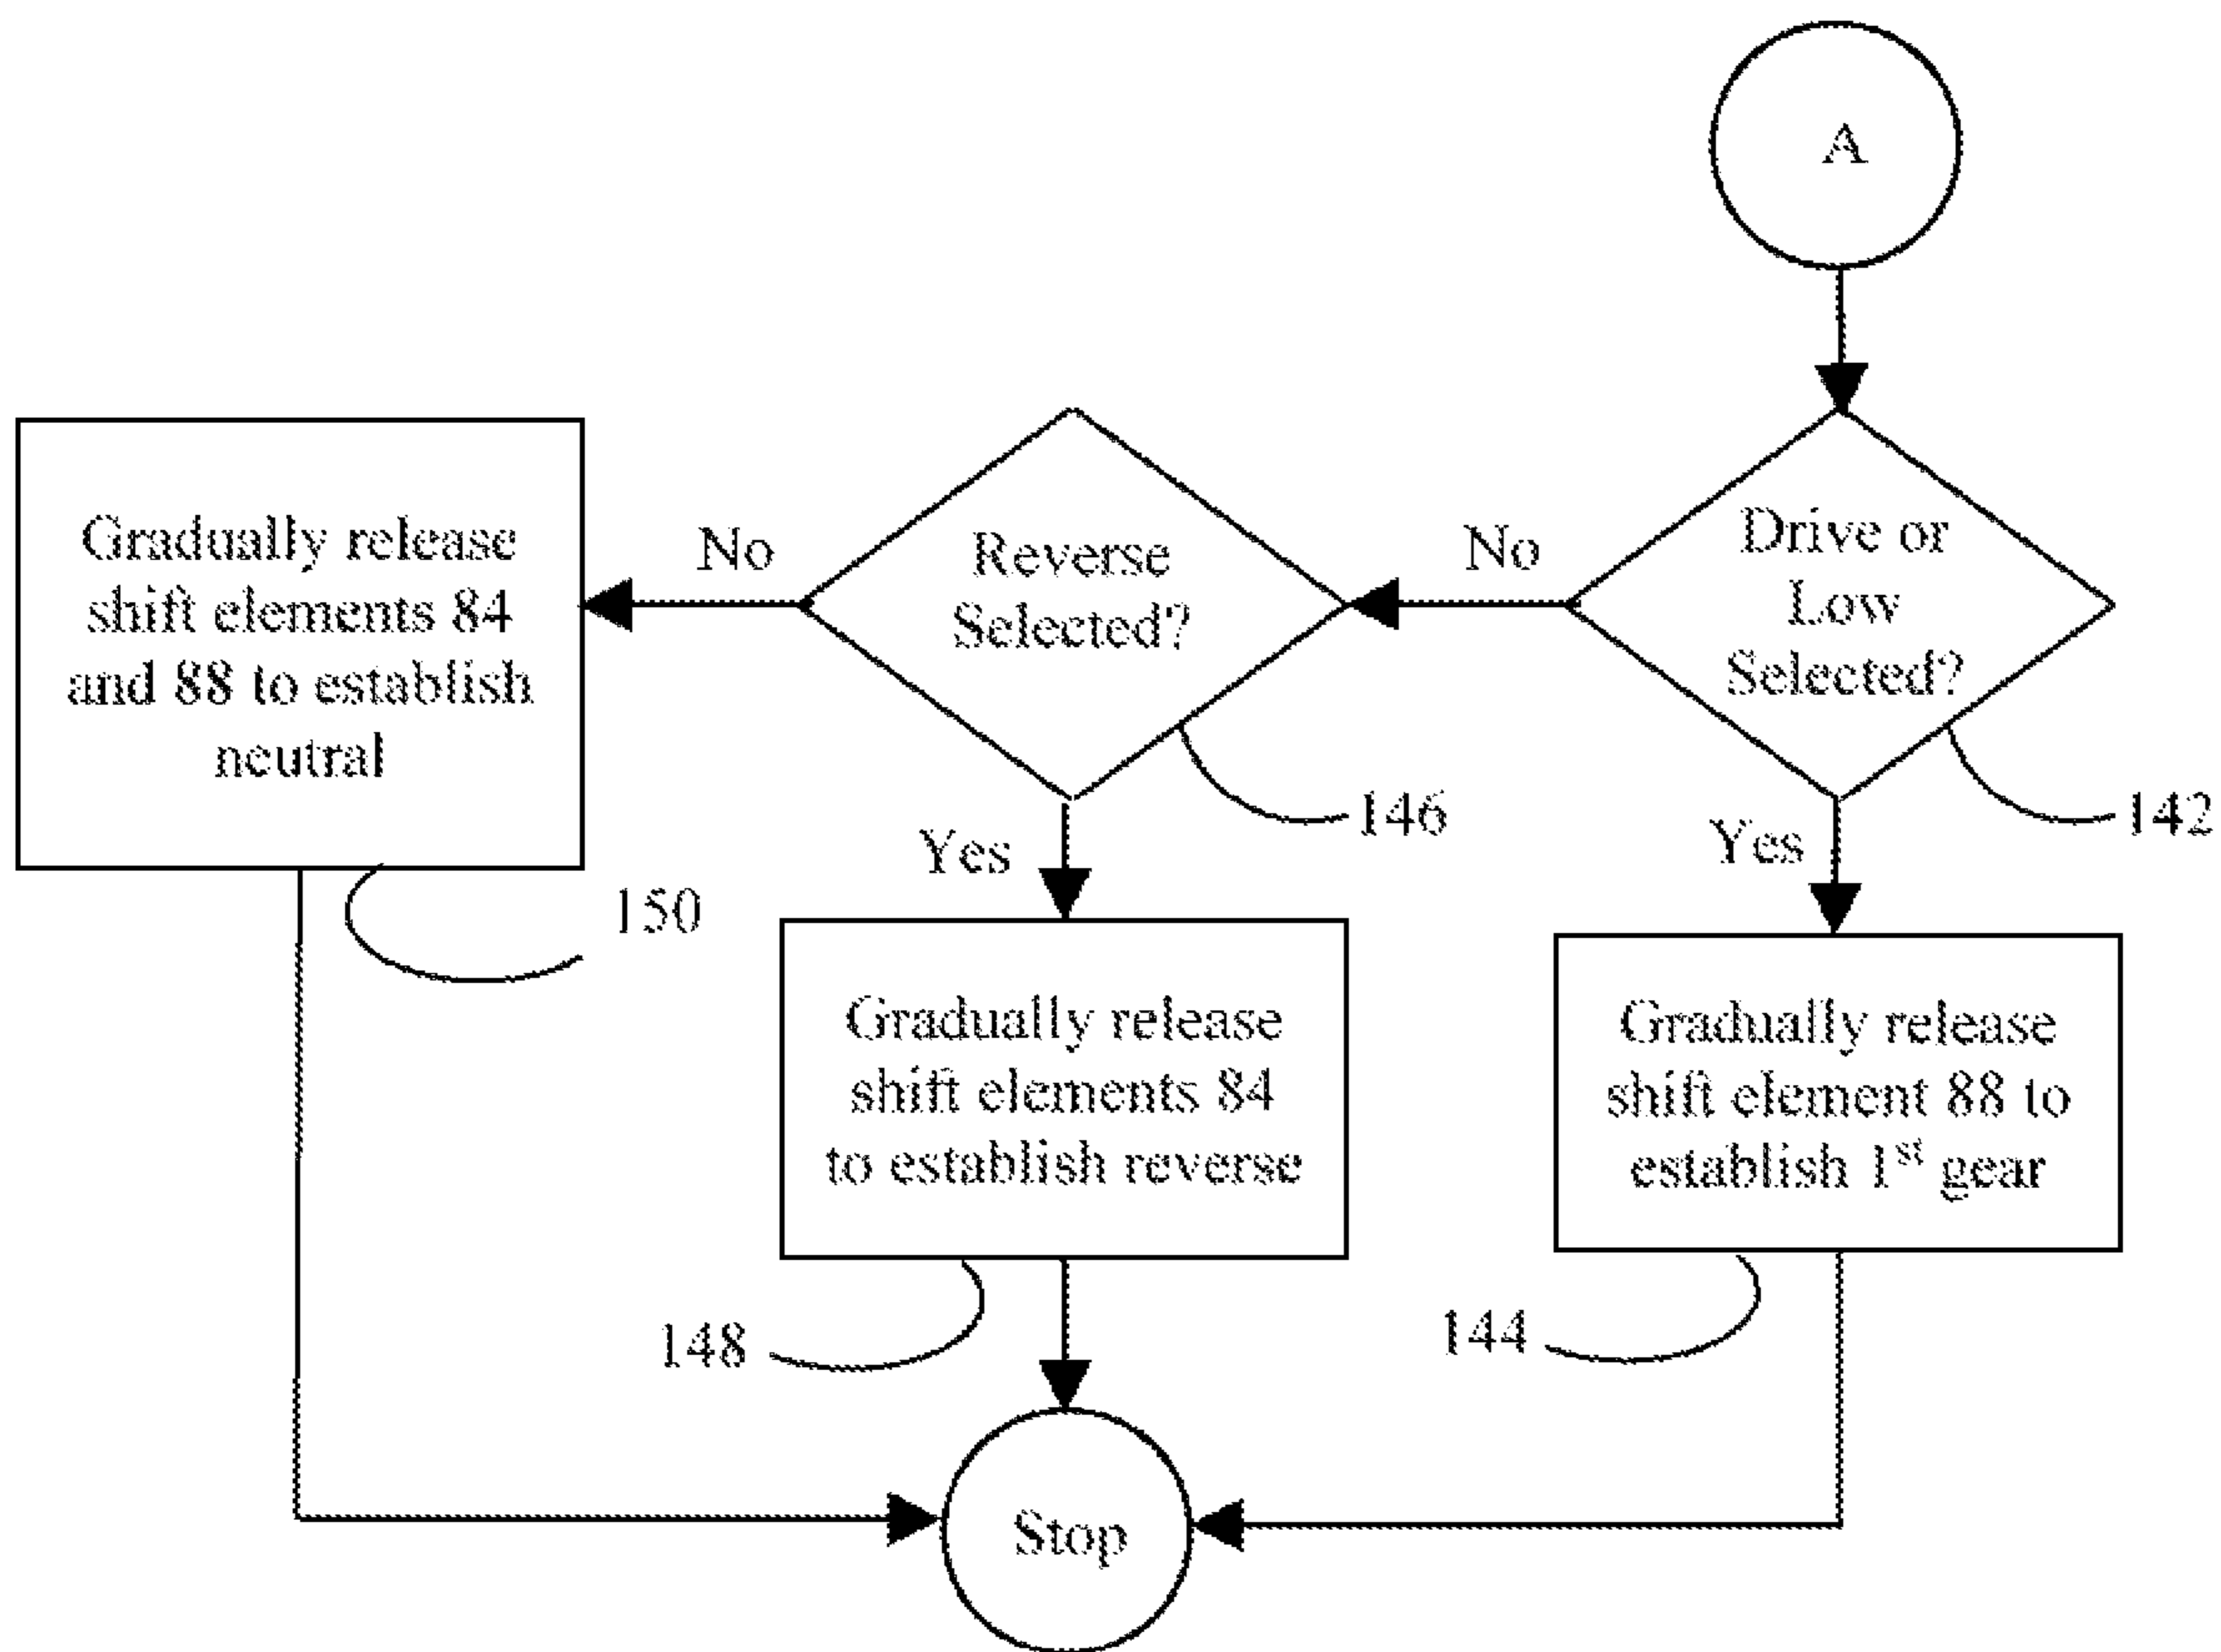 A
Drive or
Low
Selected?
142
No
Reverse
Selected?
146
No
Gradually release
shift elements 84
and 88 to establish
neutral
150
Yes
Gradually release
shift elements 84
to establish reverse
148
Yes
Gradually release
shift element 88 to
establish 1st gear
144
Stop